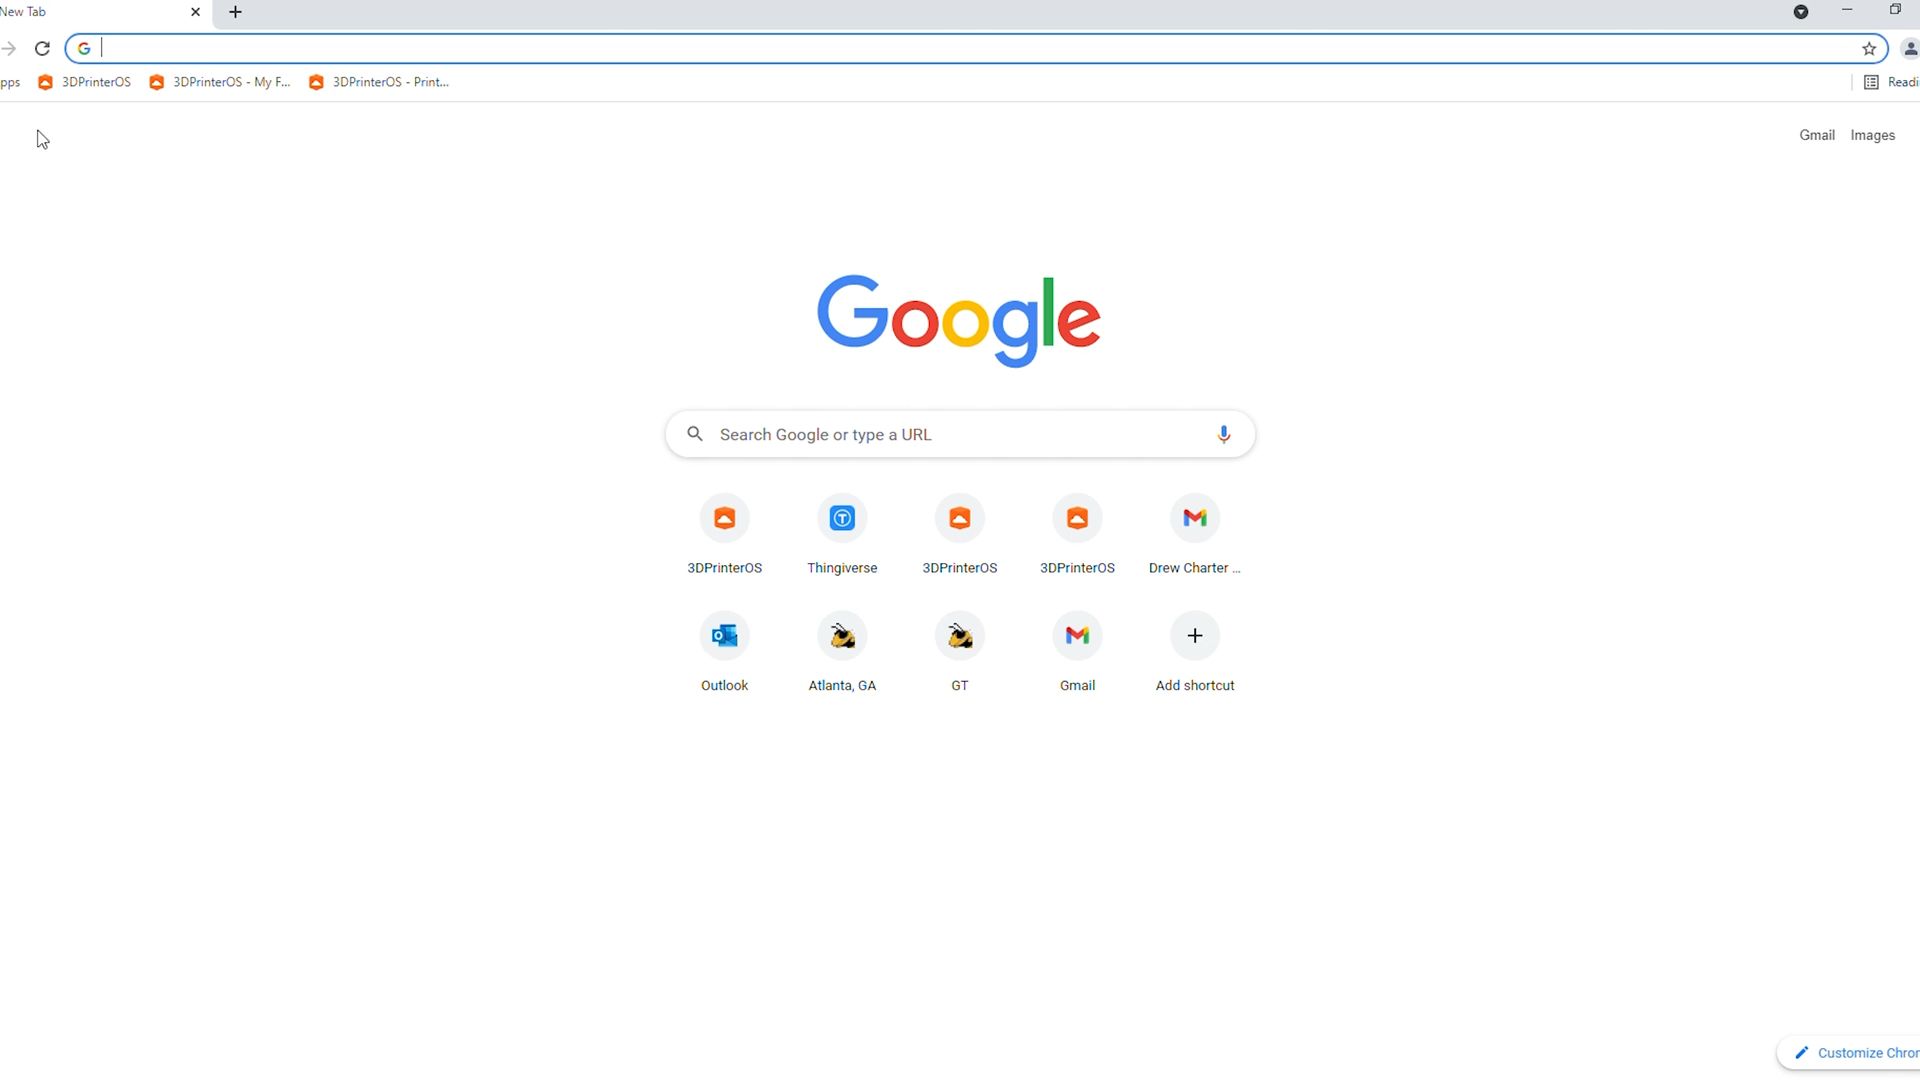 New Tab
pps 3DPrinterOS 3DPrinterOS - My F... 3DPrinterOS - Print... Readi
Gmail Images
Google
Search Google or type a URL
3DPrinterOS Thingiverse 3DPrinterOS 3DPrinterOS Drew Charter ...
Outlook Atlanta, GA GT Gmail Add shortcut
Customize Chron